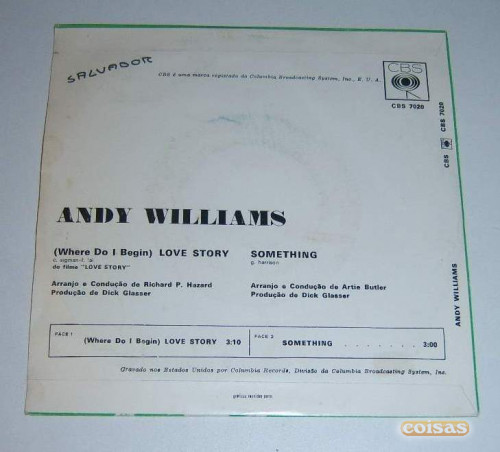 SALVADOR
CBS é uma marca registada da Columbia Broadcasting System, Inc., E. U. A.
CBS
CBS 7020
CBS CBS 7020
ANDY WILLIAMS
ANDY WILLIAMS
(Where Do I Begin) LOVE STORY
do filme "LOVE STORY"
Arranjo e Condução de Richard P. Hazard
Produção de Dick Glasser
SOMETHING
g. harrison
Arranjo e Condução de Artie Butler
Produção de Dick Glasser
FACE 1
(Where Do I Begin) LOVE STORY 3:10
FACE 2
SOMETHING . . . . . . . 3:00
Gravado nos Estados Unidos por Columbia Records, Divisão da Columbia Broadcasting System, Inc.
coisas